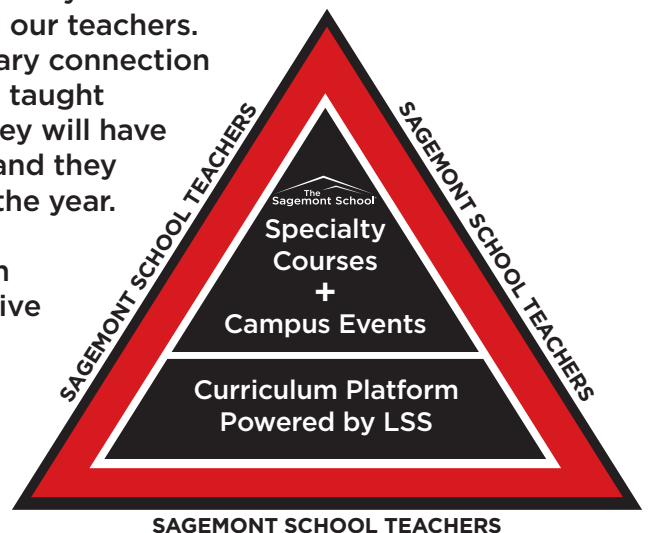 our teachers.
ary connection
taught
ey will have
and they
the year.
ive
SAGEMONT SCHOOL TEACHERS
SAGEMONT SCHOOL TEACHERS
The
Sagemont School
Specialty
Courses
+
Campus Events
Curriculum Platform
Powered by LSS
SAGEMONT SCHOOL TEACHERS